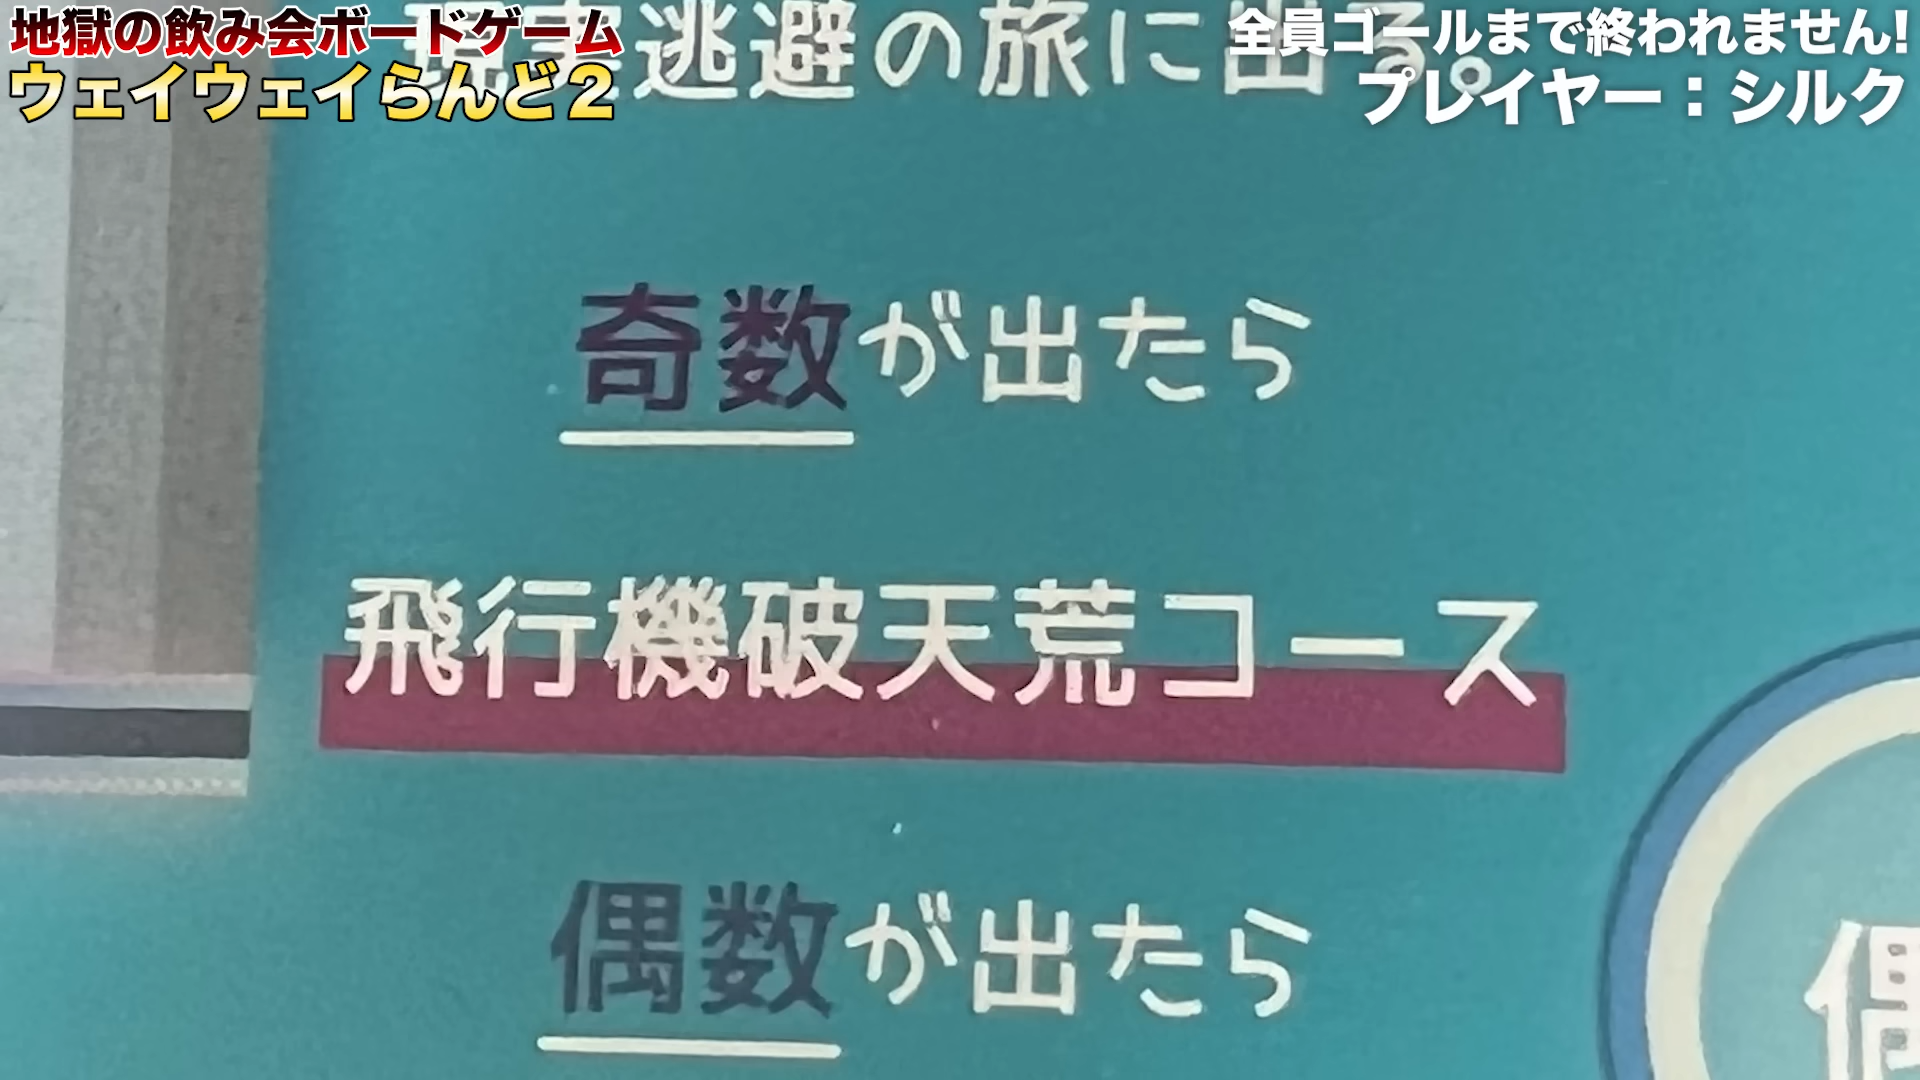 地獄の飲み会ボードゲーム
ウェイウェイらんど2
全員ゴールまで終われません!
プレイヤー:シルク
現実逃避の旅に出る。
奇数が出たら
飛行機破天荒コース
偶数が出たら
偶